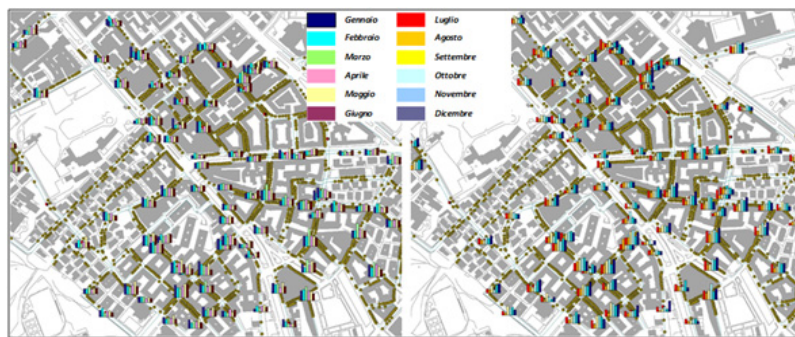 Gennaio
Febbraio
Marzo
Aprile
Maggio
Giugno
Luglio
Agosto
Settembre
Ottobre
Novembre
Dicembre